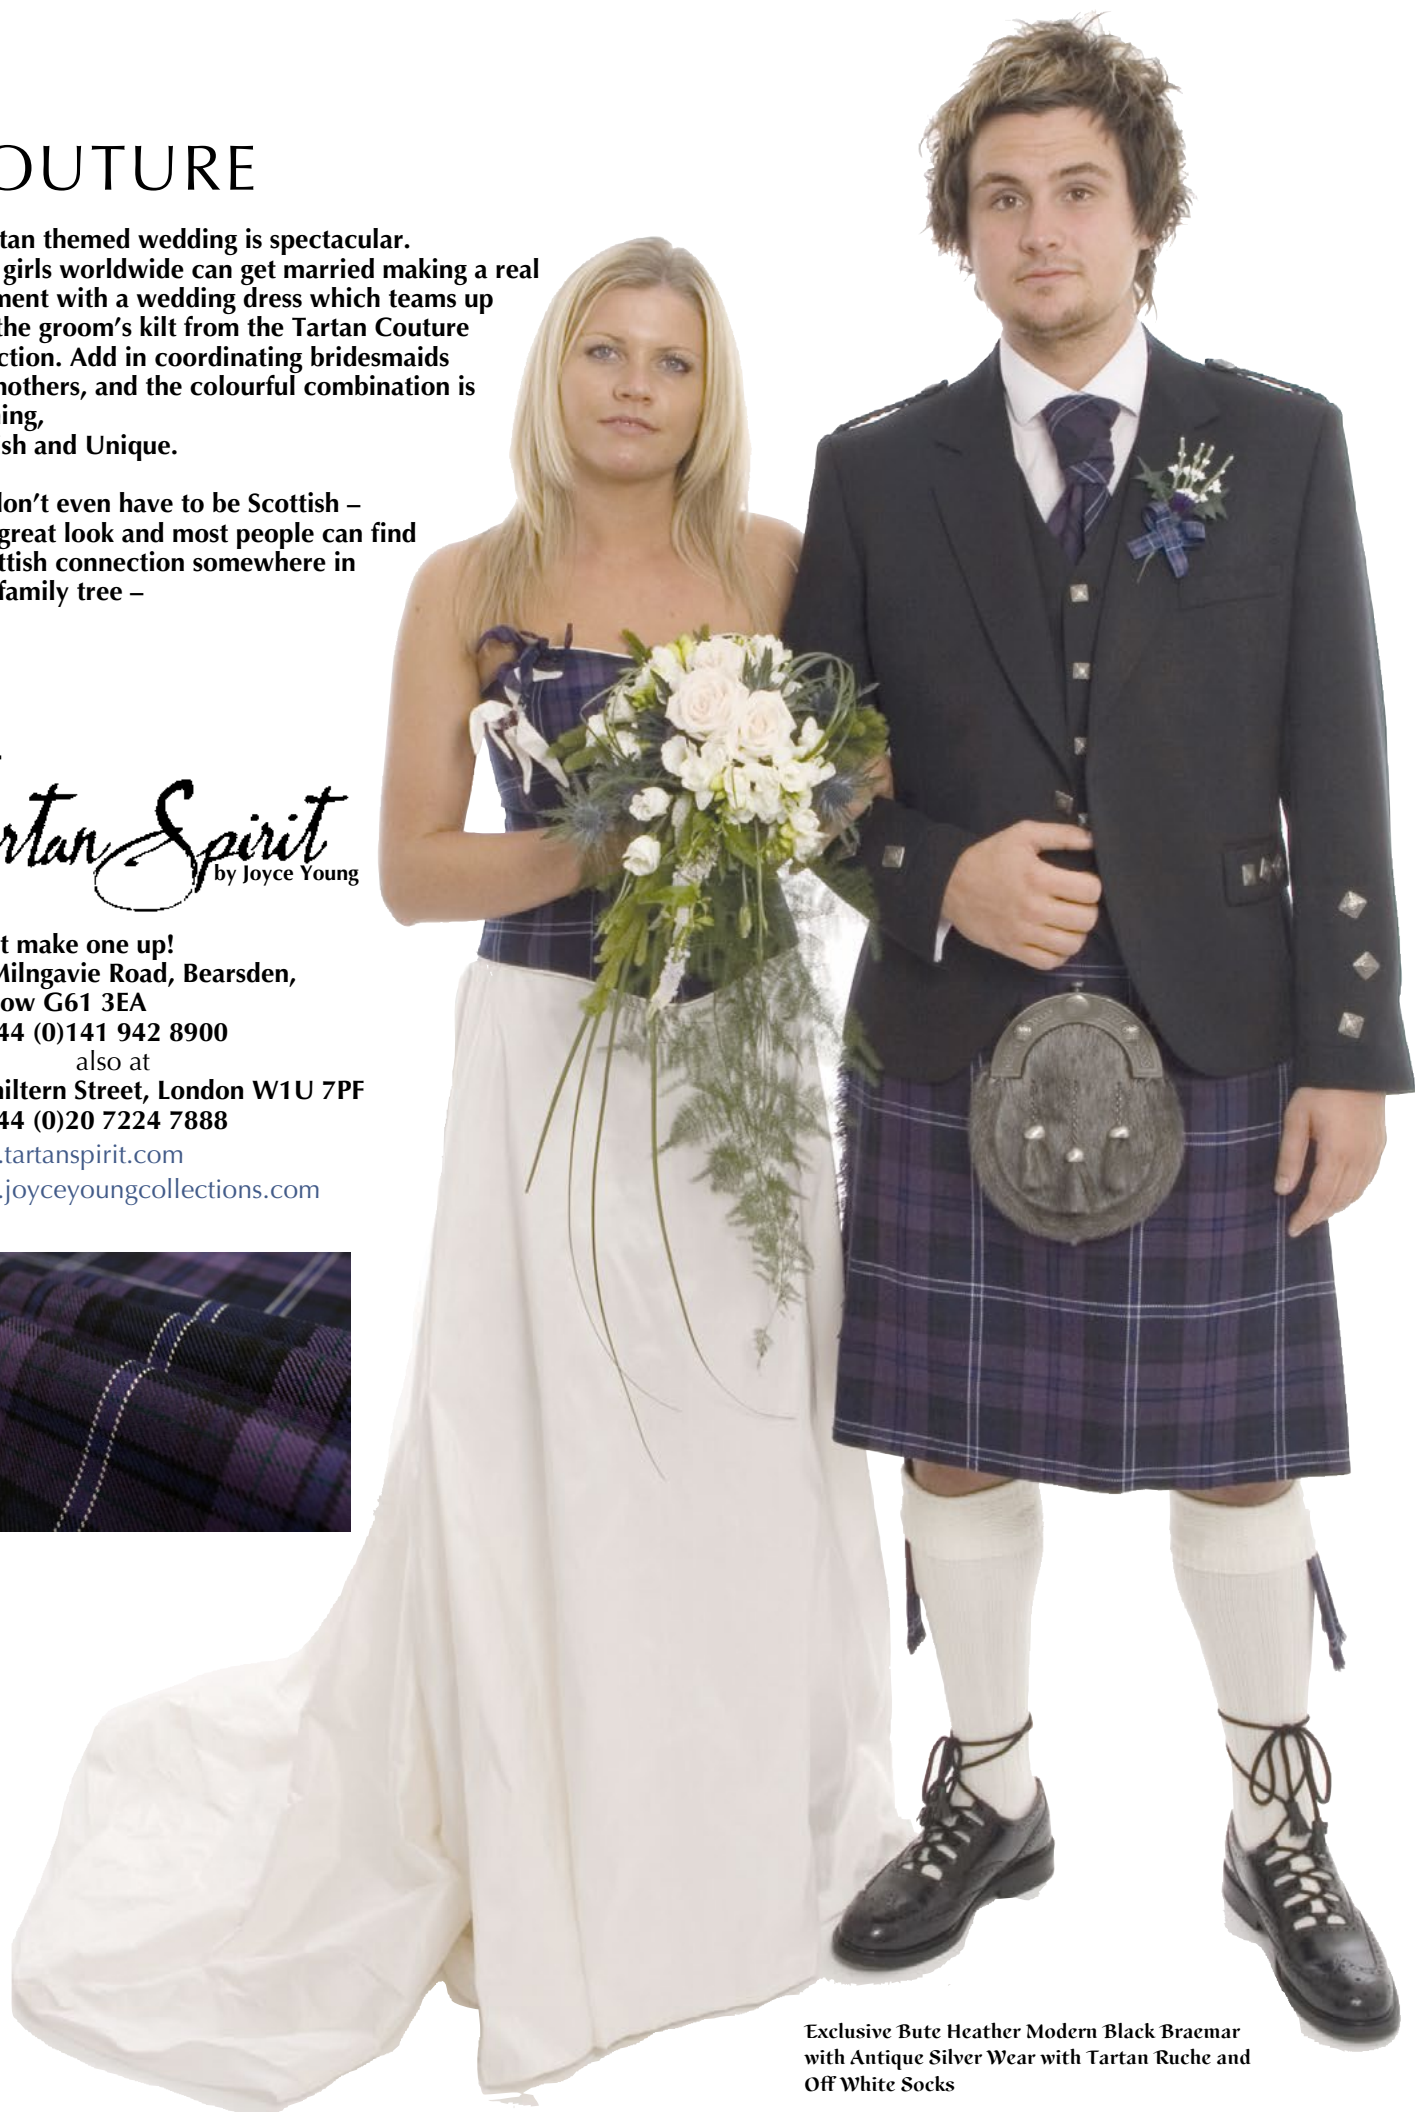 OUTURE
tan themed wedding is spectacular.
girls worldwide can get married making a real
ment with a wedding dress which teams up
the groom's kilt from the Tartan Couture
ction. Add in coordinating bridesmaids
mothers, and the colourful combination is
ning,
sh and Unique.
don't even have to be Scottish –
great look and most people can find
ttish connection somewhere in
family tree –
rtan Spirit
by Joyce Young
t make one up!
Milngavie Road, Bearsden,
ow G61 3EA
44 (0)141 942 8900
also at
hiltern Street, London W1U 7PF
44 (0)20 7224 7888
.tartanspirit.com
.joyceyoungcollections.com
Exclusive Bute Heather Modern Black Braemar
with Antique Silver Wear with Tartan Ruche and
Off White Socks